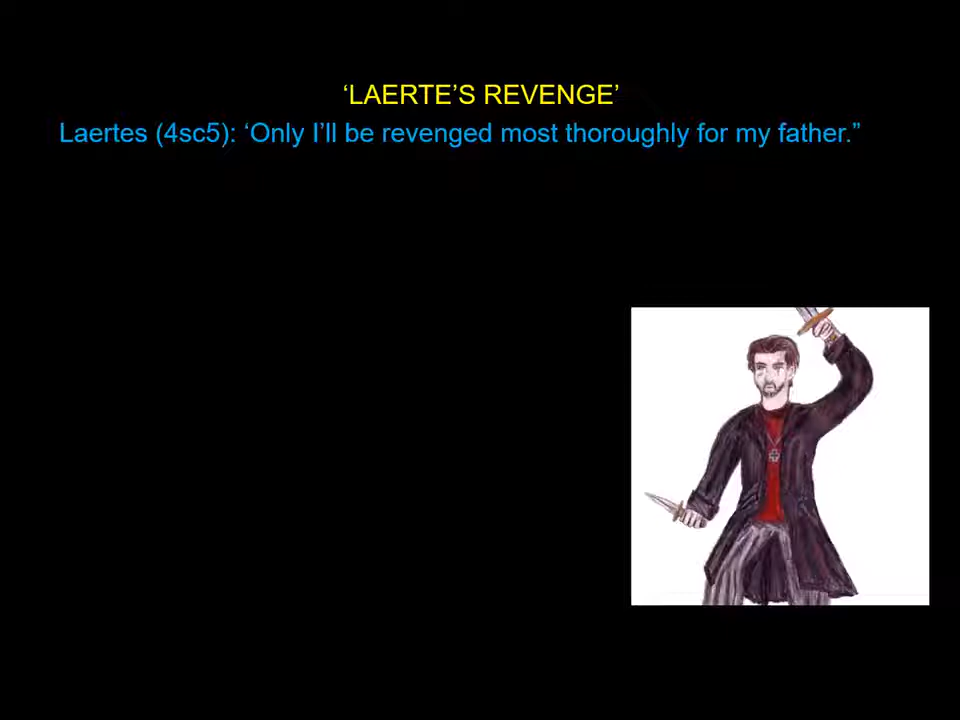 ‘LAERTE’S REVENGE’
Laertes (4sc5): ‘Only I’ll be revenged most thoroughly for my father.”